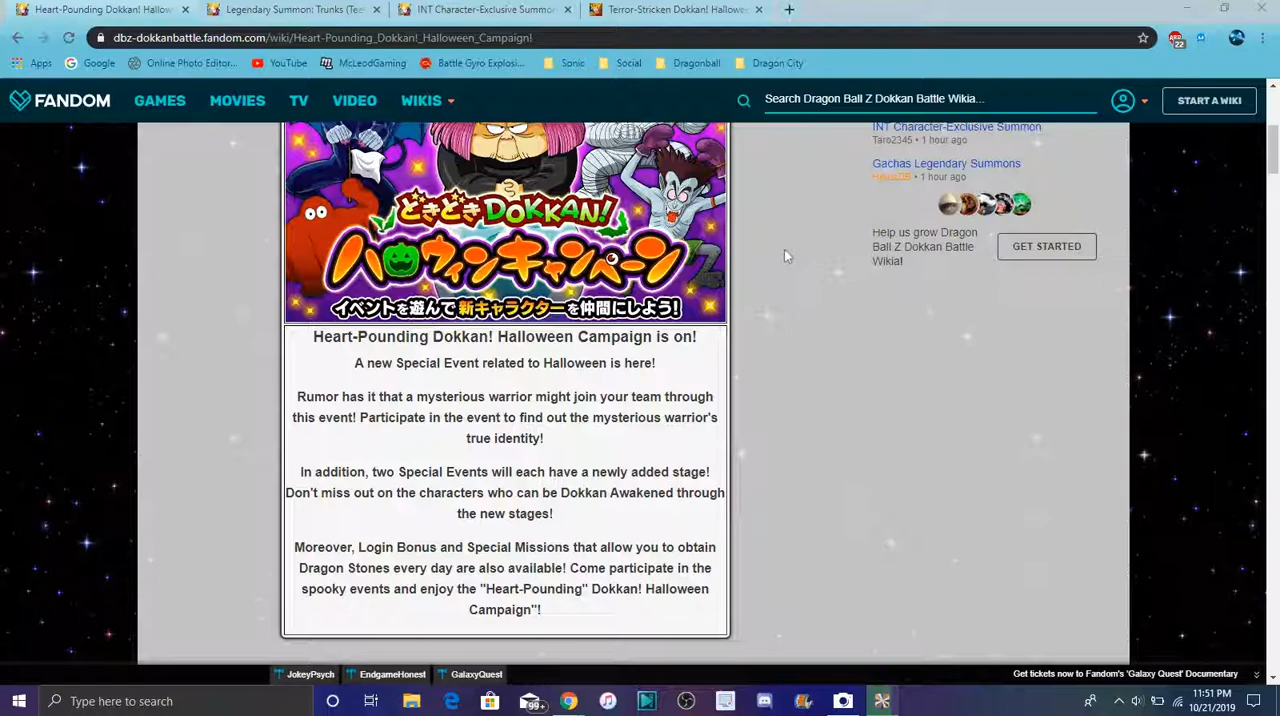 Heart-Pounding Dokkan! Hallow
Legendary Summon: Trunks (Tee
INT Character-Exclusive Summo
Terror-Stricken Dokkan! Hallowe
dbz-dokkanbattle.fandom.com/wiki/Heart-Pounding_Dokkan!_Halloween_Campaign!
22
Apps
Google
Online Photo Editor...
YouTube
McLeodGaming
Battle Gyro Explosi...
Sonic
Social
Dragonball
Dragon City
FANDOM
GAMES
MOVIES
TV
VIDEO
WIKIS
Search Dragon Ball Z Dokkan Battle Wikia...
START A WIKI
INT Character-Exclusive Summon
Taro2345 • 1 hour ago
Gachas Legendary Summons
• 1 hour ago
Help us grow Dragon
Ball Z Dokkan Battle
Wikia!
GET STARTED
どきどきDOKKAN!
ハロウィンキャンペーン
イベントを遊んで新キャラクターを仲間にしよう!
Heart-Pounding Dokkan! Halloween Campaign is on!
A new Special Event related to Halloween is here!
Rumor has it that a mysterious warrior might join your team through
this event! Participate in the event to find out the mysterious warrior's
true identity!
In addition, two Special Events will each have a newly added stage!
Don't miss out on the characters who can be Dokkan Awakened through
the new stages!
Moreover, Login Bonus and Special Missions that allow you to obtain
Dragon Stones every day are also available! Come participate in the
spooky events and enjoy the "Heart-Pounding" Dokkan! Halloween
Campaign"!
JokeyPsych
EndgameHonest
GalaxyQuest
Get tickets now to Fandom's 'Galaxy Quest' Documentary
Type here to search
99+
11:51 PM
10/21/2019